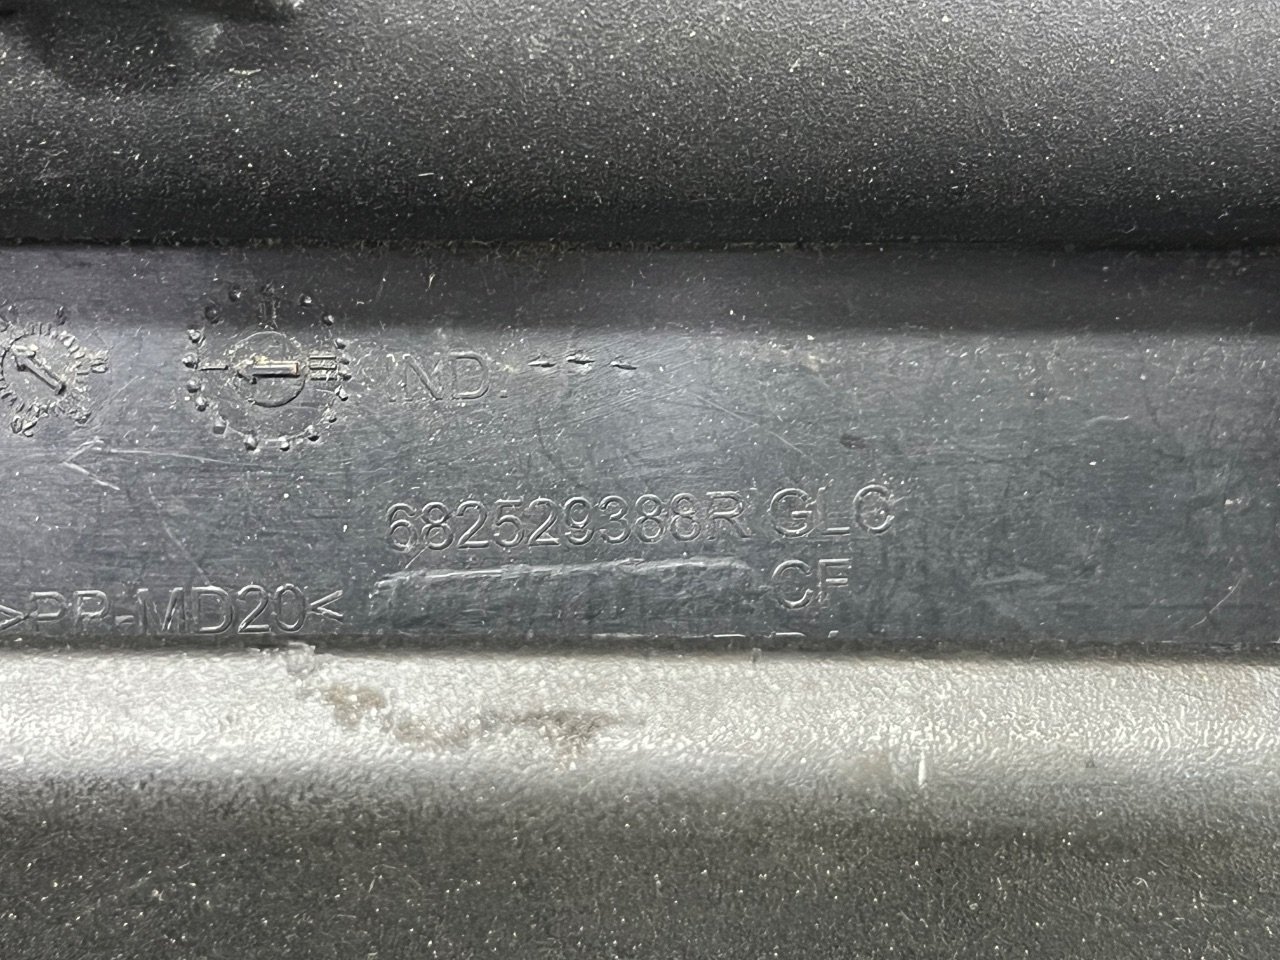 IND. ---
682529388R GLC
CF
>PP-MD20<